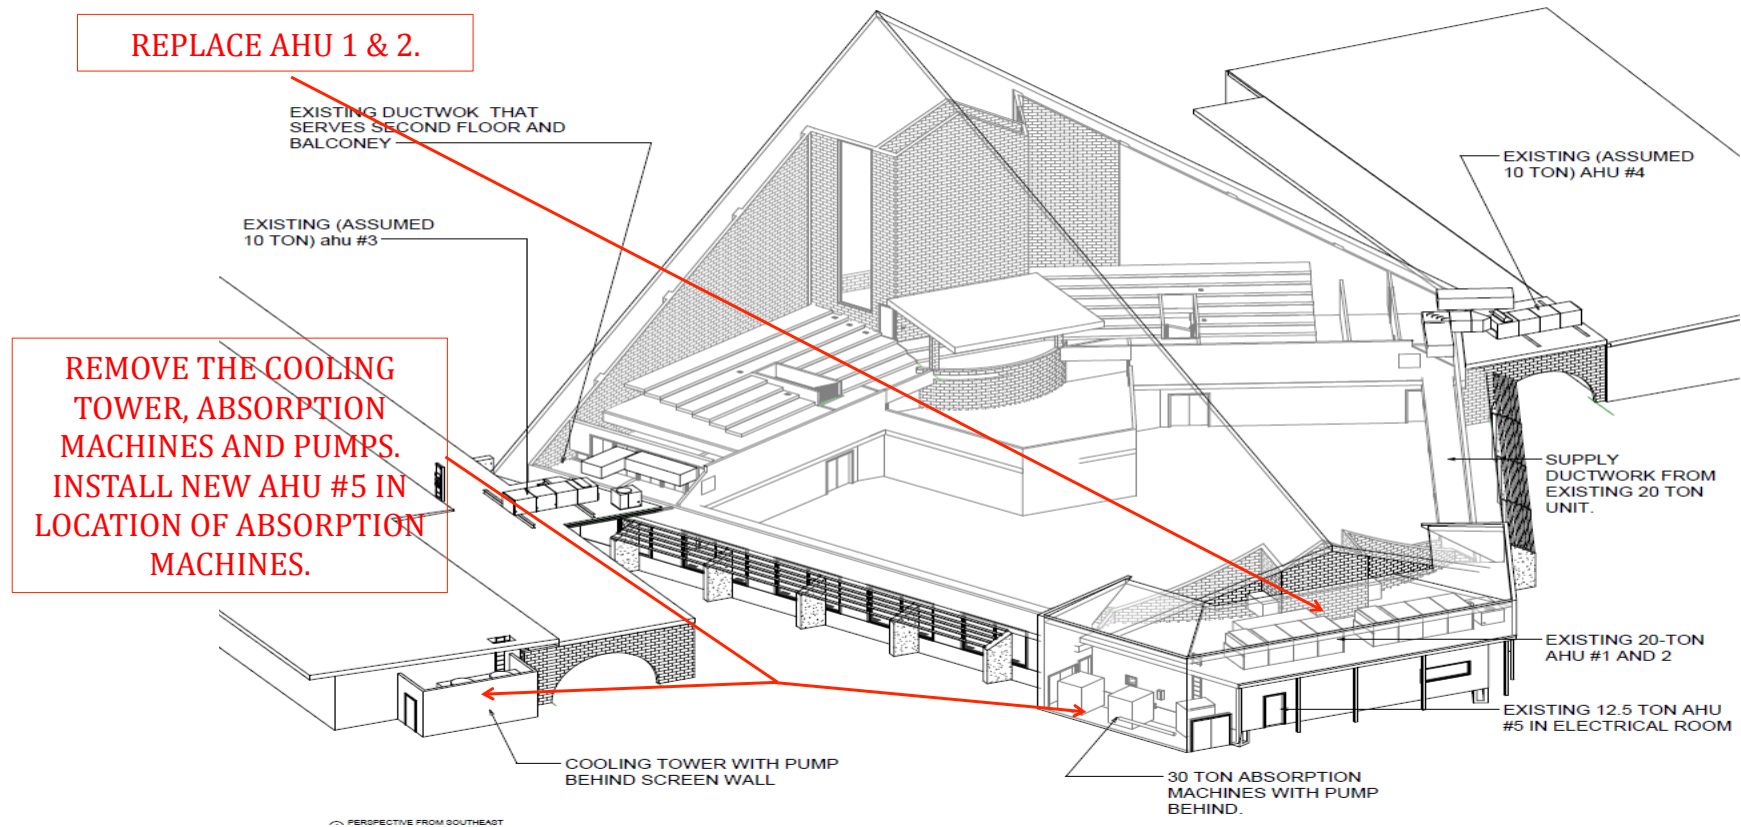 REPLACE AHU 1 & 2.
EXISTING DUCTWOK THAT
SERVES SECOND FLOOR AND
BALCONEY
EXISTING (ASSUMED
10 TON) AHU #4
EXISTING (ASSUMED
10 TON) ahu #3
REMOVE THE COOLING
TOWER, ABSORPTION
MACHINES AND PUMPS.
INSTALL NEW AHU #5 IN
LOCATION OF ABSORPTION
MACHINES.
SUPPLY
DUCTWORK FROM
EXISTING 20 TON
UNIT.
EXISTING 20-TON
AHU #1 AND 2
EXISTING 12.5 TON AHU
#5 IN ELECTRICAL ROOM
COOLING TOWER WITH PUMP
BEHIND SCREEN WALL
30 TON ABSORPTION
MACHINES WITH PUMP
BEHIND.
PERSPECTIVE FROM SOUTHEAST